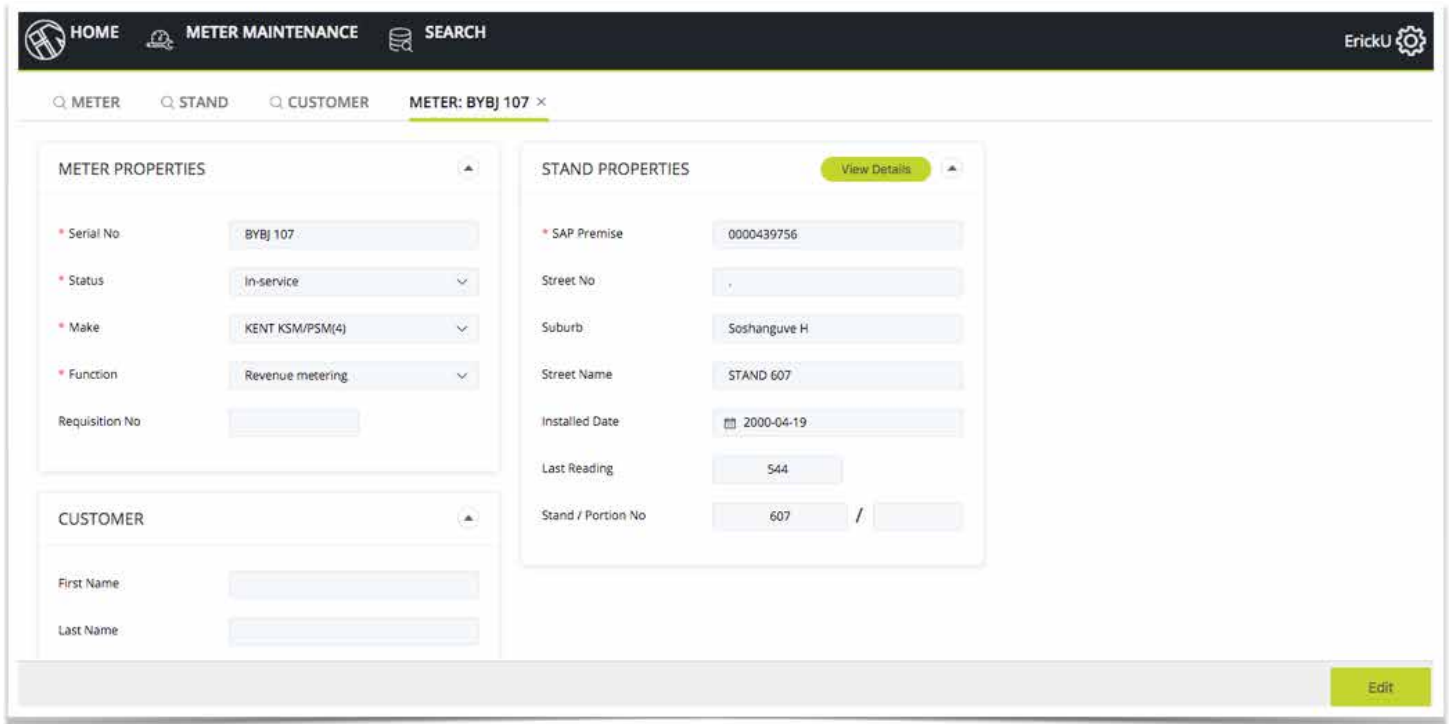 HOME METER MAINTENANCE SEARCH ErickU
METER STAND CUSTOMER METER: BYBJ 107 ×
METER PROPERTIES
* Serial No BYBJ 107
* Status In-service
* Make KENT KSM/PSM(4)
* Function Revenue metering
Requisition No
CUSTOMER
First Name
Last Name
STAND PROPERTIES View Details
* SAP Premise 0000439756
Street No .
Suburb Soshanguve H
Street Name STAND 607
Installed Date 2000-04-19
Last Reading 544
Stand / Portion No 607 /
Edit